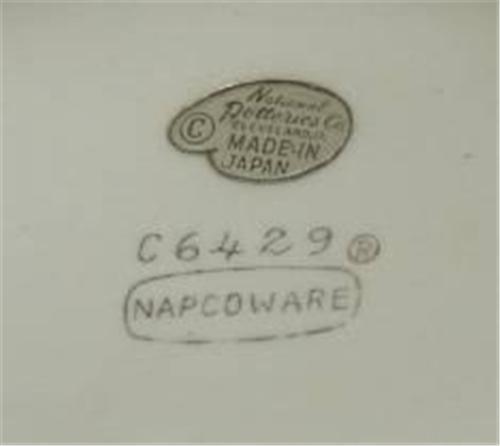 National
© Potteries Co.
CLEVELAND, O.
MADE-IN
JAPAN
C6429 ®
NAPCOWARE